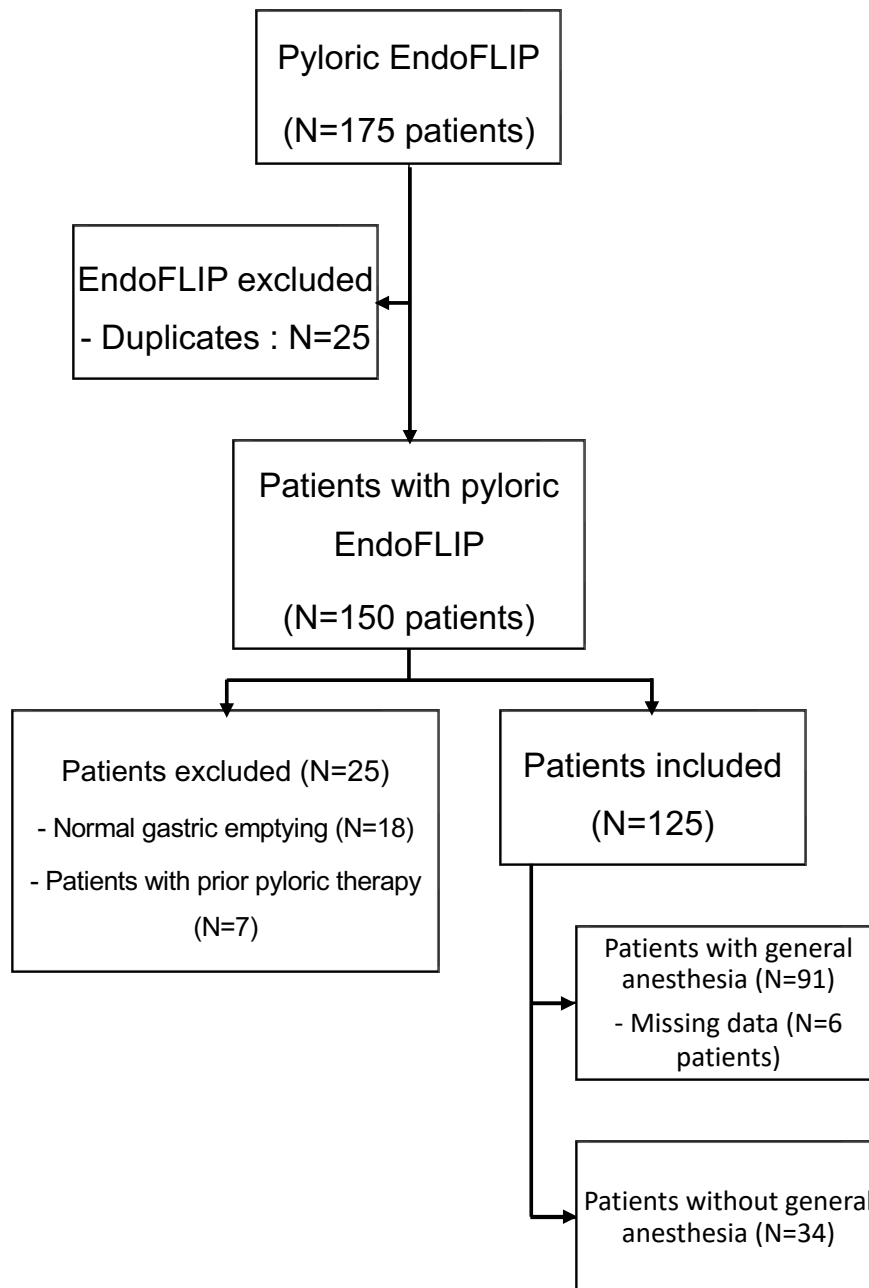 Pyloric EndoFLIP
(N=175 patients)
EndoFLIP excluded
- Duplicates : N=25
Patients with pyloric
EndoFLIP
(N=150 patients)
Patients excluded (N=25)
- Normal gastric emptying (N=18)
- Patients with prior pyloric therapy
(N=7)
Patients included
(N=125)
Patients with general
anesthesia (N=91)
- Missing data (N=6
patients)
Patients without general
anesthesia (N=34)